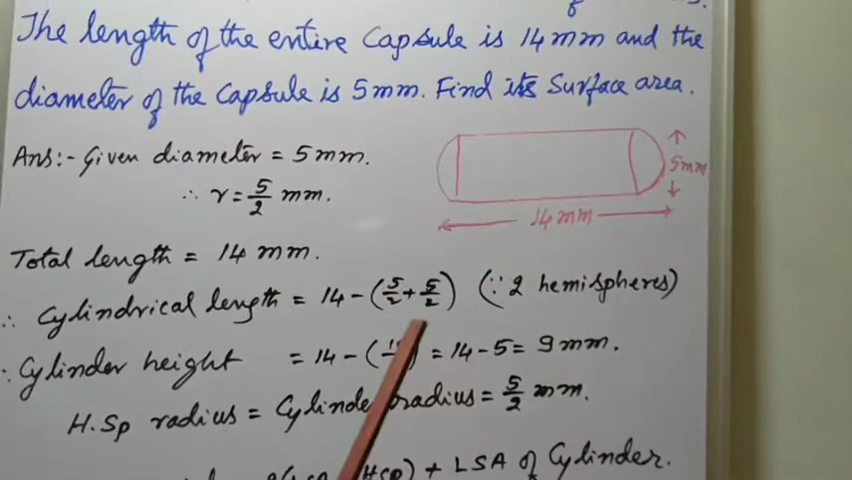 The length of the entire Capsule is 14 mm and the
diameter of the Capsule is 5 mm. Find its Surface area.
Ans:- Given diameter = 5 mm.
∴ r = 5/2 mm.
5 mm
14 mm
Total length = 14 mm.
∴ Cylindrical length = 14 - (5/2 + 5/2) (∵ 2 hemispheres)
∴ Cylinder height = 14 - ( ) = 14 - 5 = 9 mm.
H.Sp radius = Cylinder radius = 5/2 mm.
+ LSA of Cylinder.